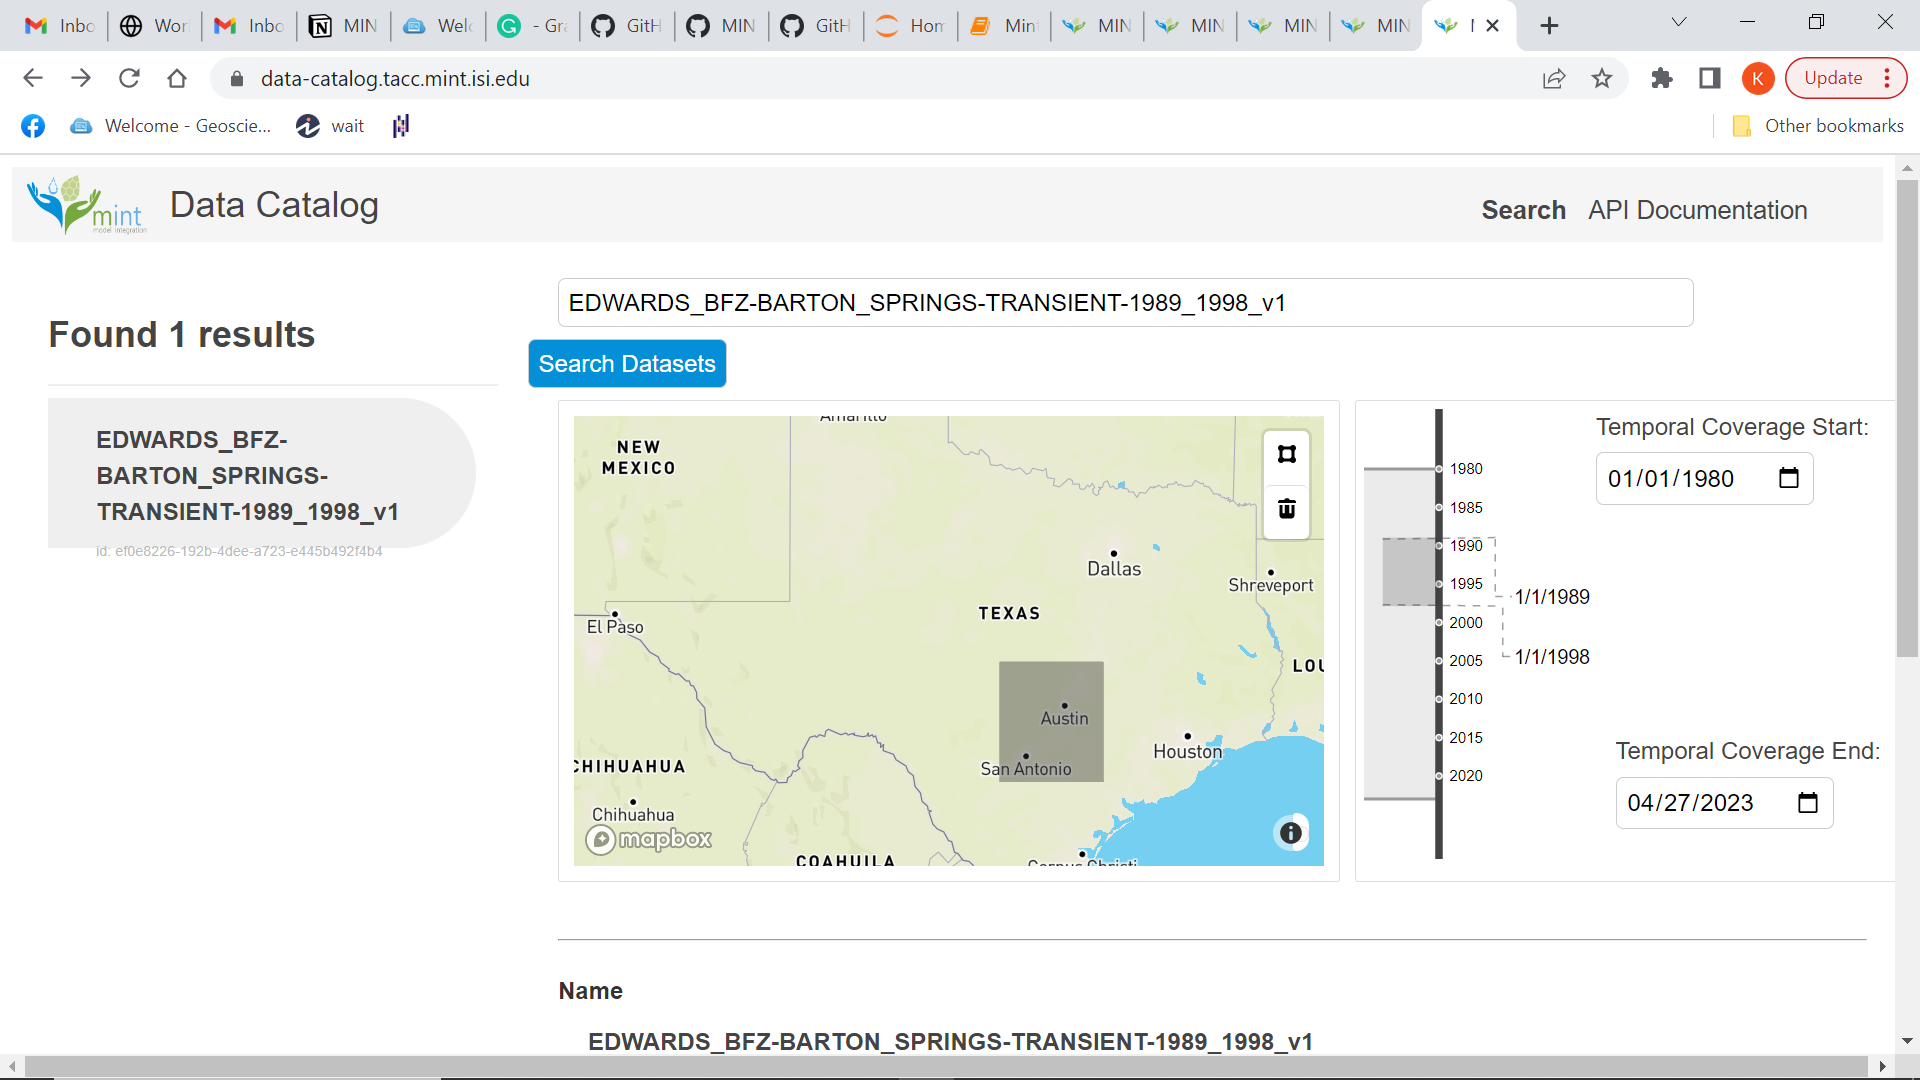 Inbo
Wor
Inbo
MIN
Welc
- Gra
GitH
MIN
GitH
Hom
Min
MIN
MIN
MIN
MIN
data-catalog.tacc.mint.isi.edu
K
Update
Welcome - Geoscie...
wait
Other bookmarks
mint
model integration
Data Catalog
Search
API Documentation
Found 1 results
EDWARDS_BFZ-BARTON_SPRINGS-TRANSIENT-1989_1998_v1
Search Datasets
EDWARDS_BFZ-
BARTON_SPRINGS-
TRANSIENT-1989_1998_v1
id: ef0e8226-192b-4dee-a723-e445b492f4b4
Amarillo
NEW
MEXICO
Dallas
Shreveport
TEXAS
El Paso
LOU
Austin
Houston
San Antonio
CHIHUAHUA
Chihuahua
mapbox
COAHUILA
Corpus Christi
1980
1985
1990
1995
2000
2005
2010
2015
2020
1/1/1989
1/1/1998
Temporal Coverage Start:
01/01/1980
Temporal Coverage End:
04/27/2023
Name
EDWARDS_BFZ-BARTON_SPRINGS-TRANSIENT-1989_1998_v1